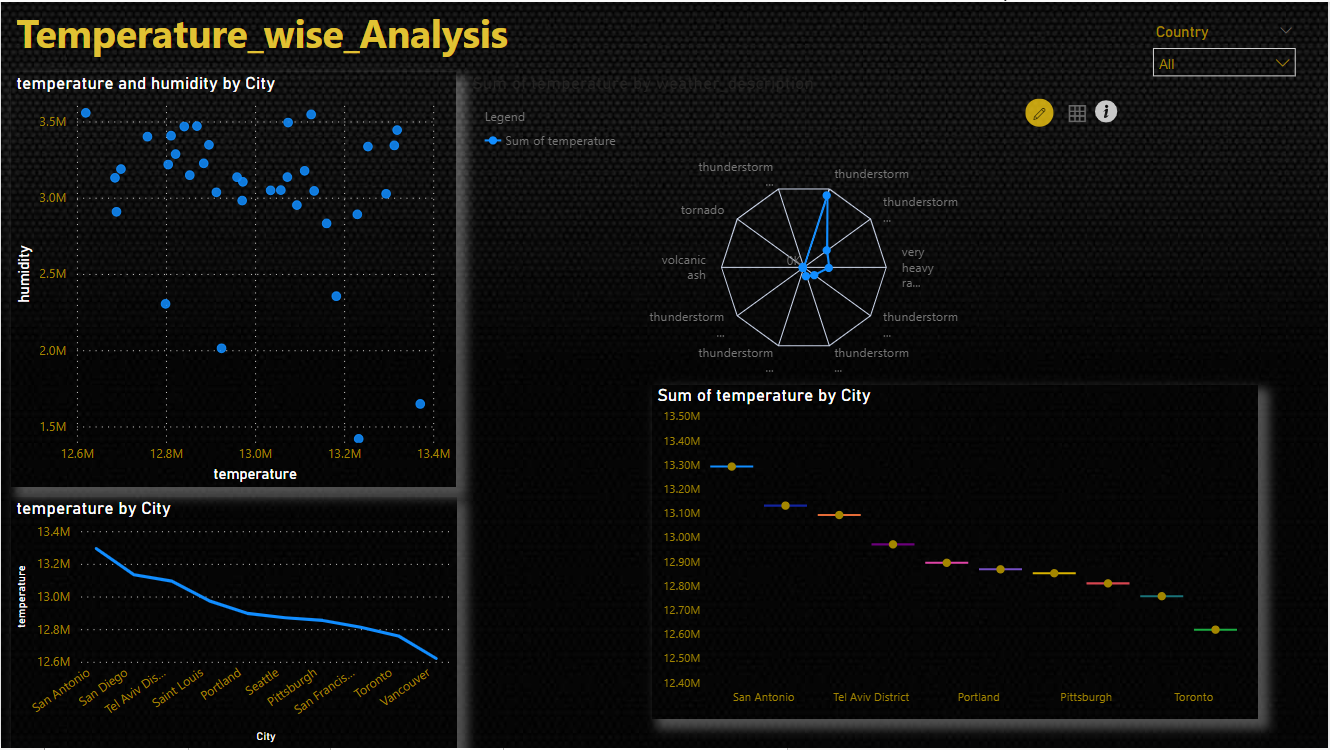 Temperature_wise_Analysis
Country
All
temperature and humidity by City
3.5M
3.0M
2.5M
2.0M
1.5M
humidity
12.6M 12.8M 13.0M 13.2M 13.4M
temperature
Legend
Sum of temperature
thunderstorm
...
thunderstorm
thunderstorm
...
tornado
volcanic
ash
0K
very
heavy
ra...
thunderstorm
...
thunderstorm
...
thunderstorm
...
thunderstorm
...
temperature by City
13.4M
13.2M
13.0M
12.8M
12.6M
temperature
San Antonio
San Diego
Tel Aviv Dis...
Saint Louis
Portland
Seattle
Pittsburgh
San Francis...
Toronto
Vancouver
City
Sum of temperature by City
13.50M
13.40M
13.30M
13.20M
13.10M
13.00M
12.90M
12.80M
12.70M
12.60M
12.50M
12.40M
San Antonio Tel Aviv District Portland Pittsburgh Toronto